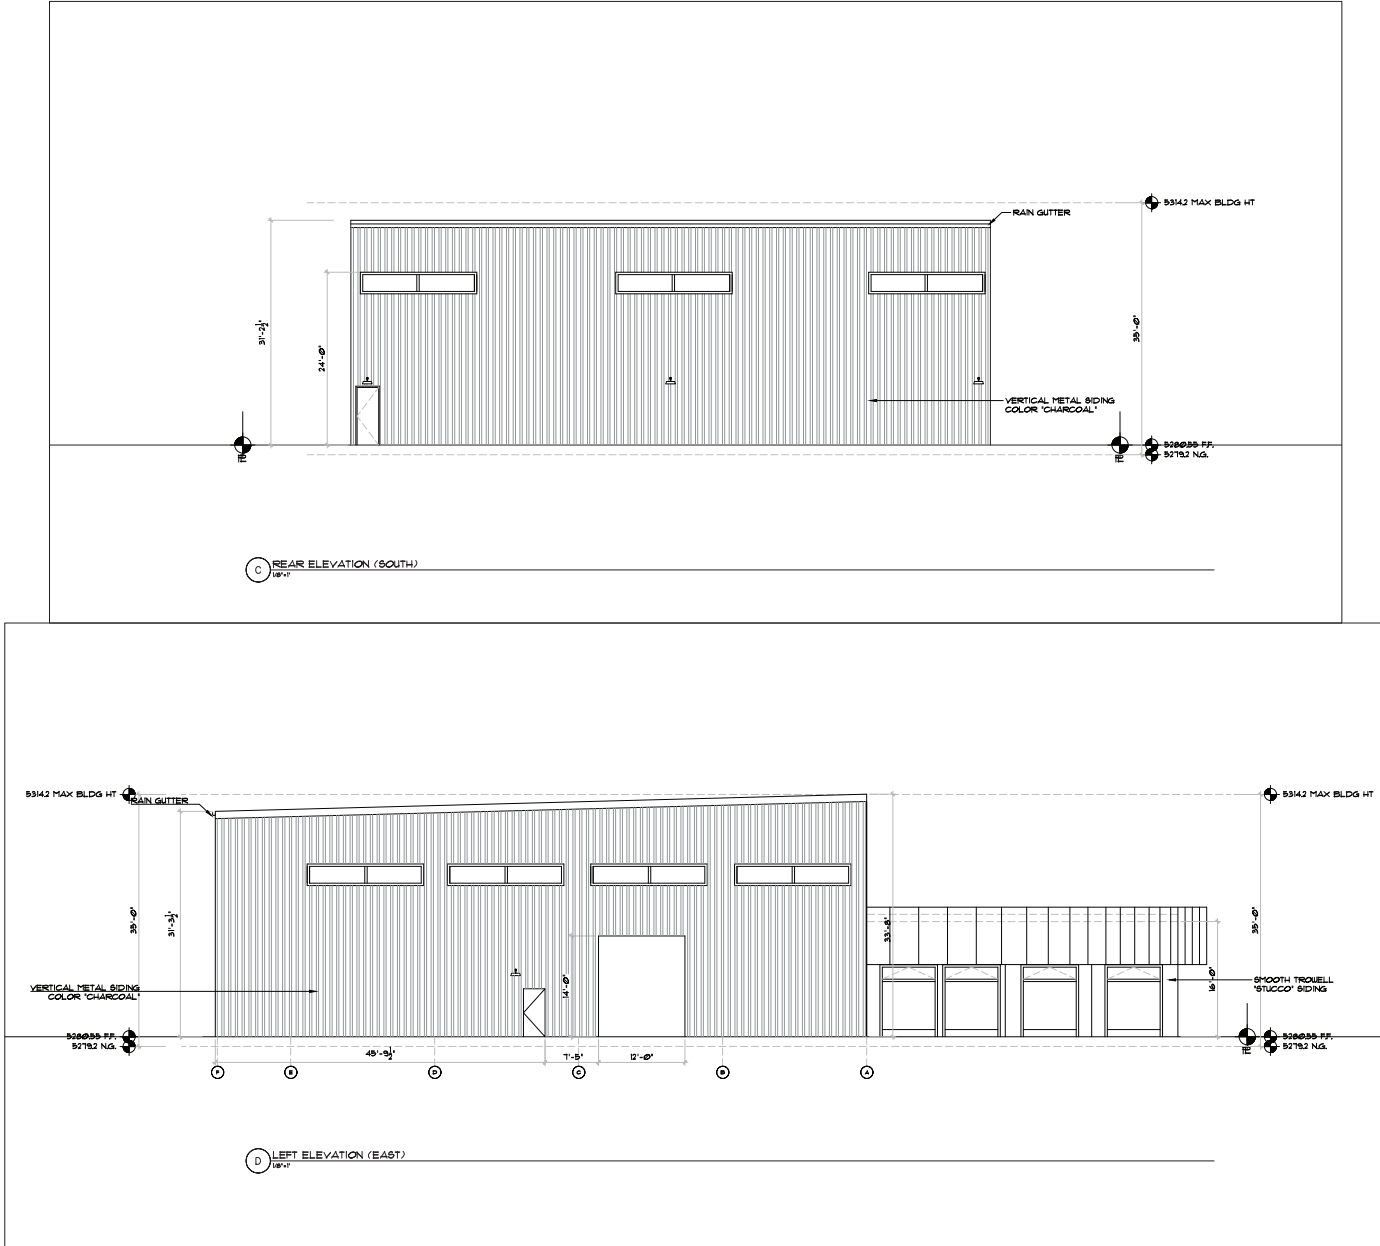 5314.2 MAX BLDG HT
RAIN GUTTER
31'-2½"
24'-0"
35'-0"
VERTICAL METAL SIDING
COLOR "CHARCOAL"
5280.55 F.F.
5279.2 N.G.
C
REAR ELEVATION (SOUTH)
1/8"=1'
5314.2 MAX BLDG HT
RAIN GUTTER
5314.2 MAX BLDG HT
35'-0"
31'-3½"
33'-8"
35'-0"
14'-0"
16'-0"
VERTICAL METAL SIDING
COLOR "CHARCOAL"
SMOOTH TROWELL
"STUCCO" SIDING
5280.55 F.F.
5279.2 N.G.
5280.55 F.F.
5279.2 N.G.
45'-9½"
7'-5"
12'-0"
F
E
D
C
B
A
D
LEFT ELEVATION (EAST)
1/8"=1'